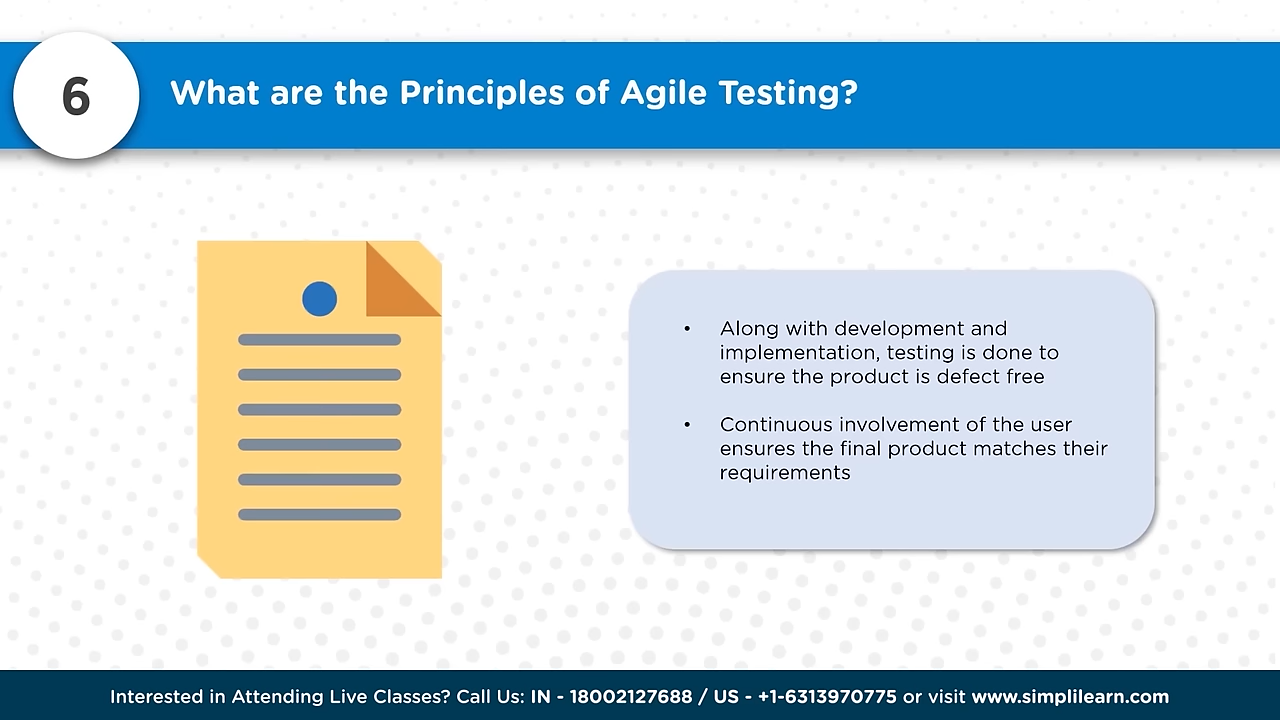 6
What are the Principles of Agile Testing?
• Along with development and
implementation, testing is done to
ensure the product is defect free
• Continuous involvement of the user
ensures the final product matches their
requirements
Interested in Attending Live Classes? Call Us: IN - 18002127688 / US - +1-6313970775 or visit www.simplilearn.com